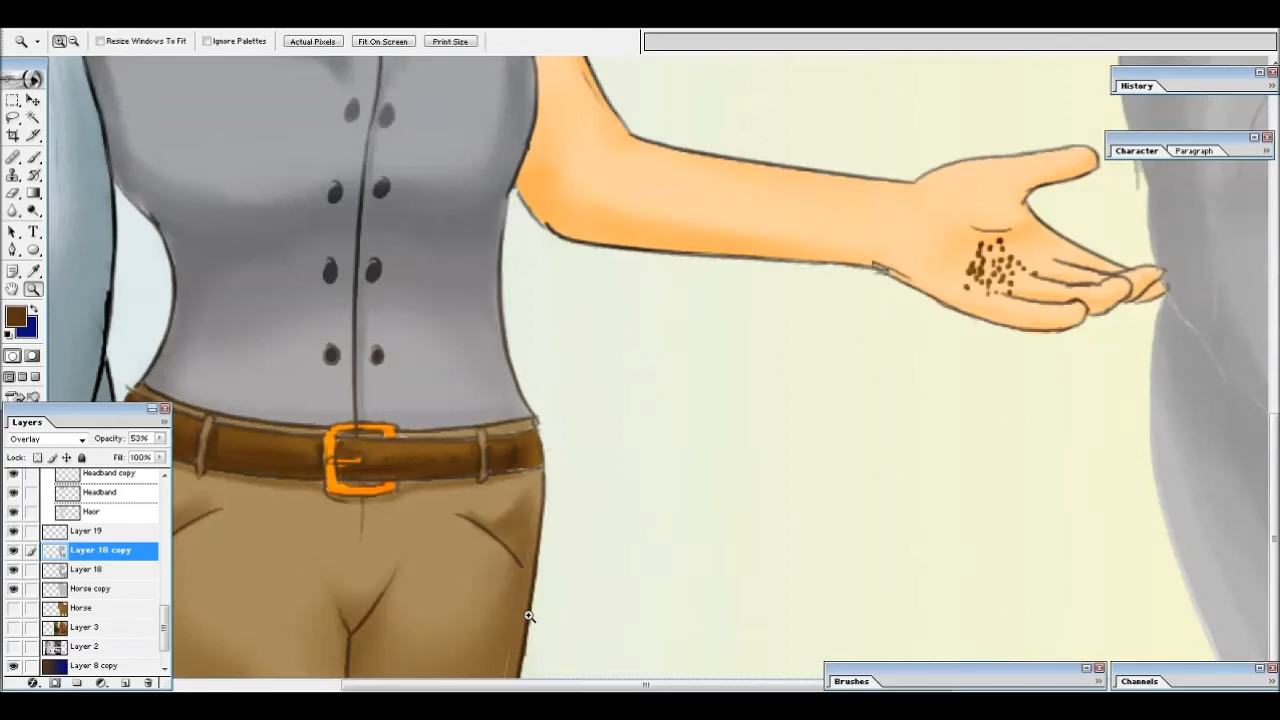 Resize Windows To Fit
Ignore Palettes
Actual Pixels
Fit On Screen
Print Size
History
Character
Paragraph
Layers
Overlay
Opacity: 53%
Lock:
Fill: 100%
Headband copy
Headband
Haor
Layer 19
Layer 18 copy
Layer 18
Horse copy
Horse
Layer 3
Layer 2
Layer 8 copy
Brushes
Channels